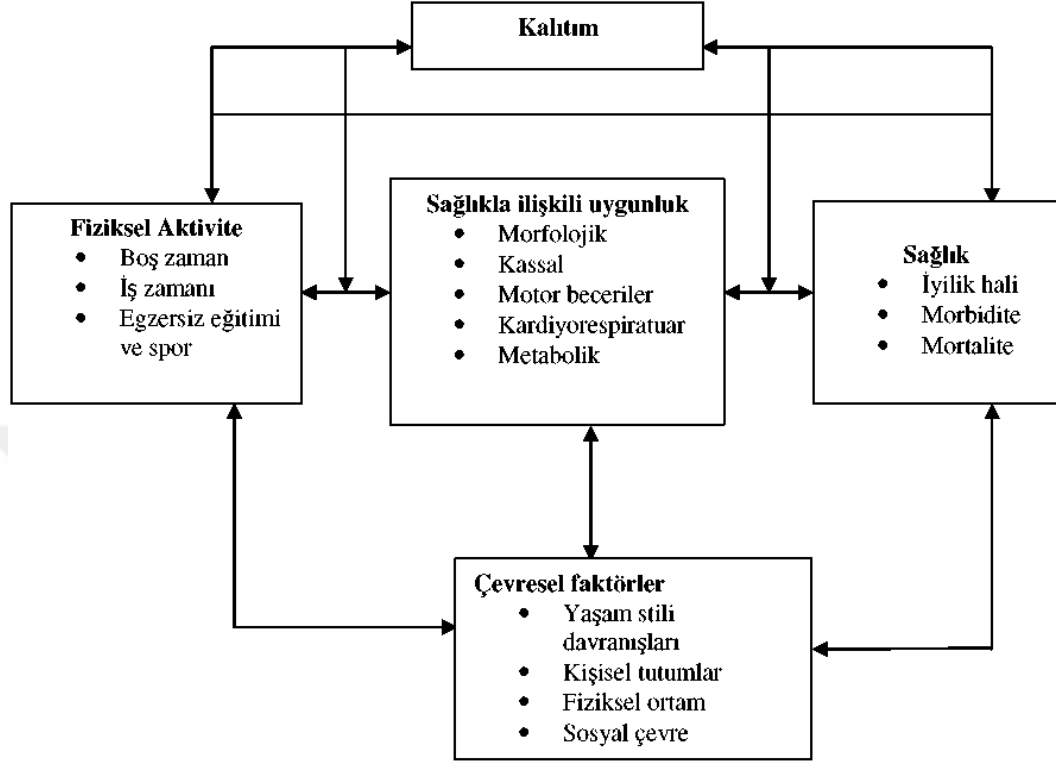 Kalıtım
Fiziksel Aktivite
• Boş zaman
• İş zamanı
• Egzersiz eğitimi
ve spor
Sağlıkla ilişkili uygunluk
• Morfolojik
• Kassal
• Motor beceriler
• Kardiyorespiratuar
• Metabolik
Sağlık
• İyilik hali
• Morbidite
• Mortalite
Çevresel faktörler
• Yaşam stili
davranışları
• Kişisel tutumlar
• Fiziksel ortam
• Sosyal çevre